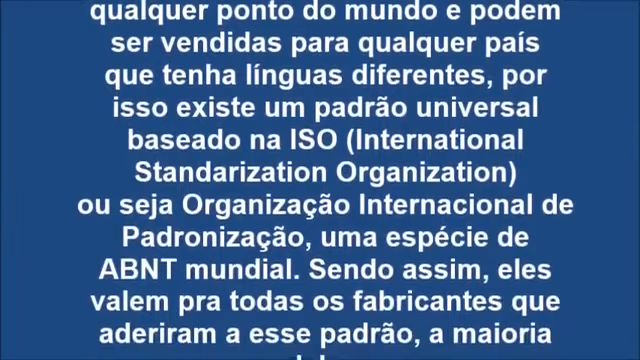 qualquer ponto do mundo e podem
ser vendidas para qualquer país
que tenha línguas diferentes, por
isso existe um padrão universal
baseado na ISO (International
Standarization Organization)
ou seja Organização Internacional de
Padronização, uma espécie de
ABNT mundial. Sendo assim, eles
valem pra todas os fabricantes que
aderiram a esse padrão, a maioria